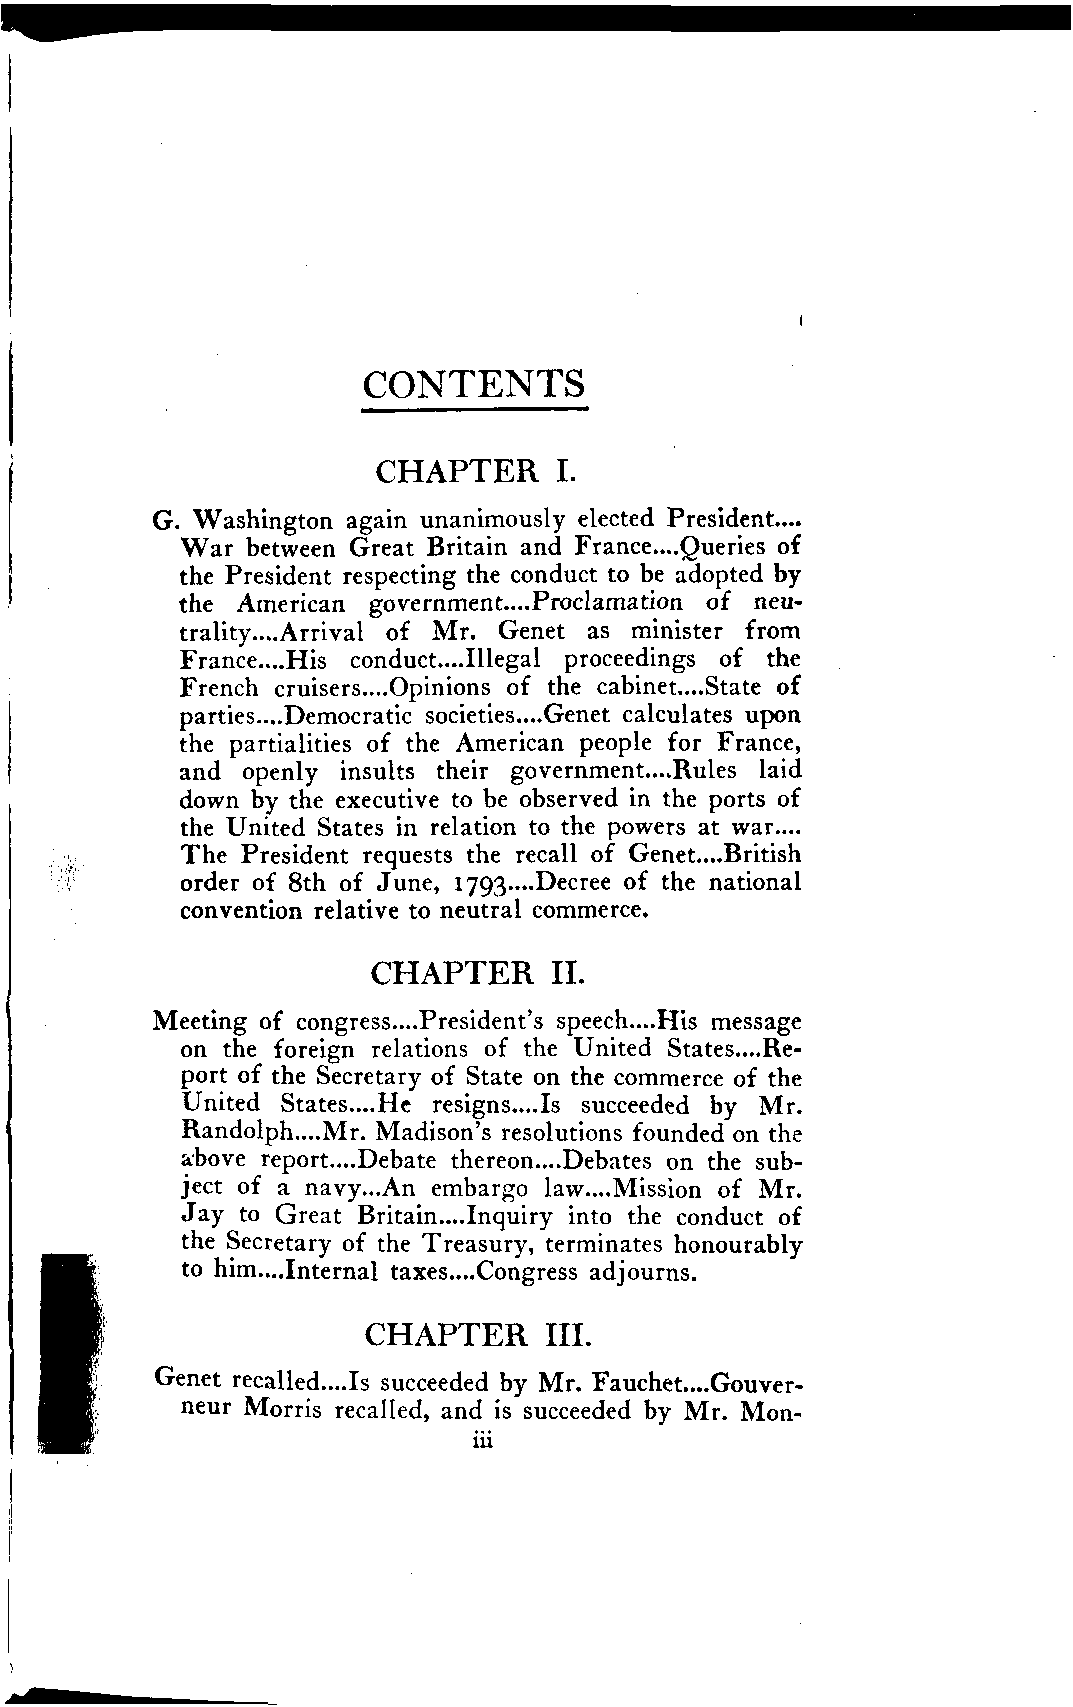 CONTENTS
CHAPTER I.
G. Washington again unanimously elected President....
War between Great Britain and France....Queries of
the President respecting the conduct to be adopted by
the American government....Proclamation of neu-
trality....Arrival of Mr. Genet as minister from
France....His conduct....Illegal proceedings of the
French cruisers....Opinions of the cabinet....State of
parties....Democratic societies....Genet calculates upon
the partialities of the American people for France,
and openly insults their government....Rules laid
down by the executive to be observed in the ports of
the United States in relation to the powers at war....
The President requests the recall of Genet....British
order of 8th of June, 1793....Decree of the national
convention relative to neutral commerce.
CHAPTER II.
Meeting of congress....President's speech....His message
on the foreign relations of the United States....Re-
port of the Secretary of State on the commerce of the
United States....He resigns....Is succeeded by Mr.
Randolph....Mr. Madison's resolutions founded on the
above report....Debate thereon....Debates on the sub-
ject of a navy...An embargo law....Mission of Mr.
Jay to Great Britain....Inquiry into the conduct of
the Secretary of the Treasury, terminates honourably
to him....Internal taxes....Congress adjourns.
CHAPTER III.
Genet recalled....Is succeeded by Mr. Fauchet....Gouver-
neur Morris recalled, and is succeeded by Mr. Mon-
iii